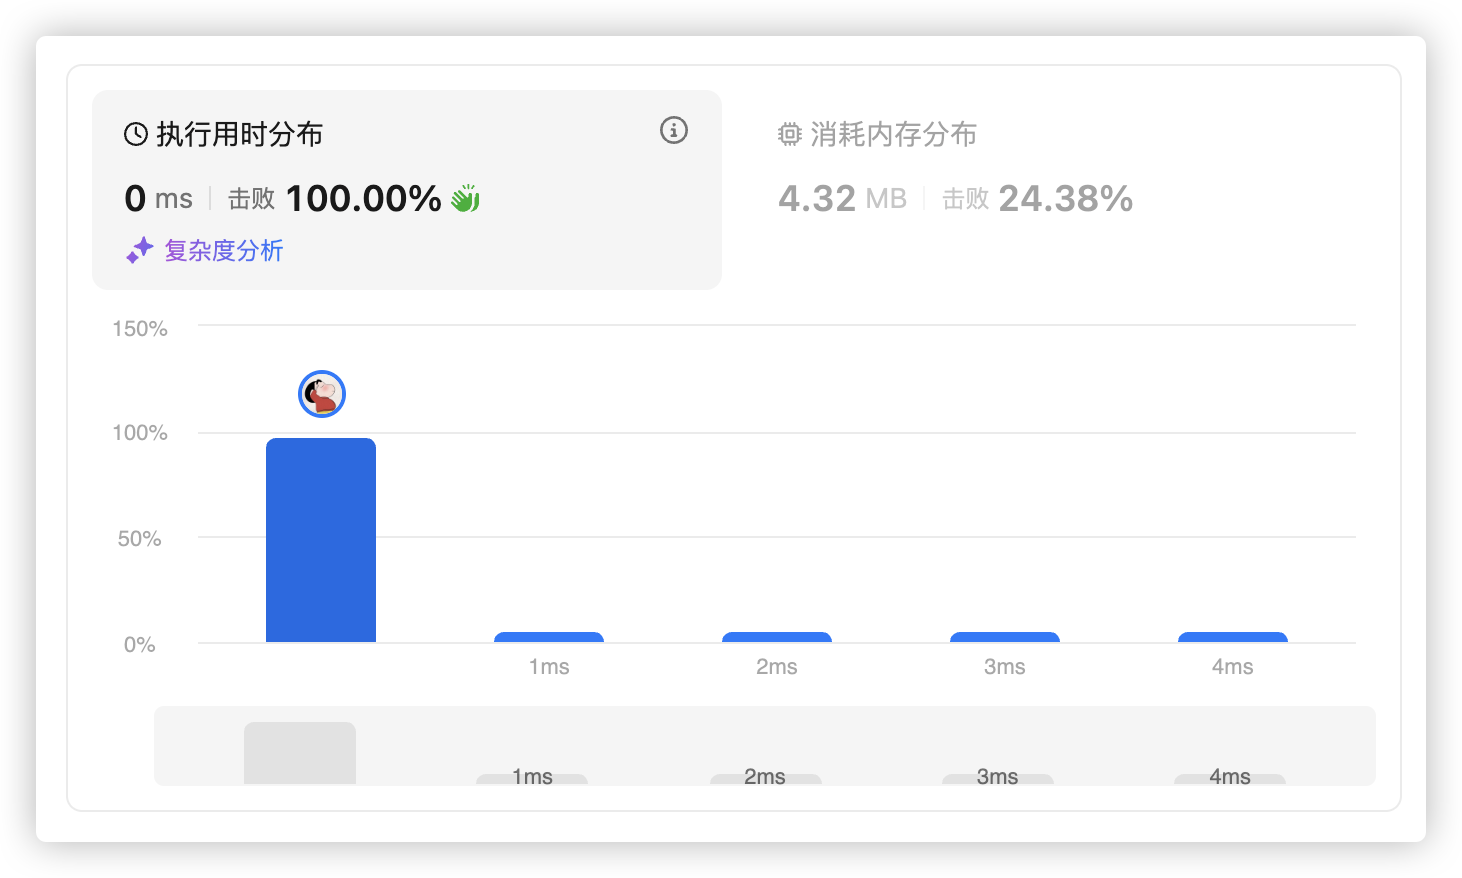 执行用时分布
0 ms 击败 100.00%
复杂度分析
消耗内存分布
4.32 MB 击败 24.38%
150%
100%
50%
0%
1ms 2ms 3ms 4ms
1ms 2ms 3ms 4ms